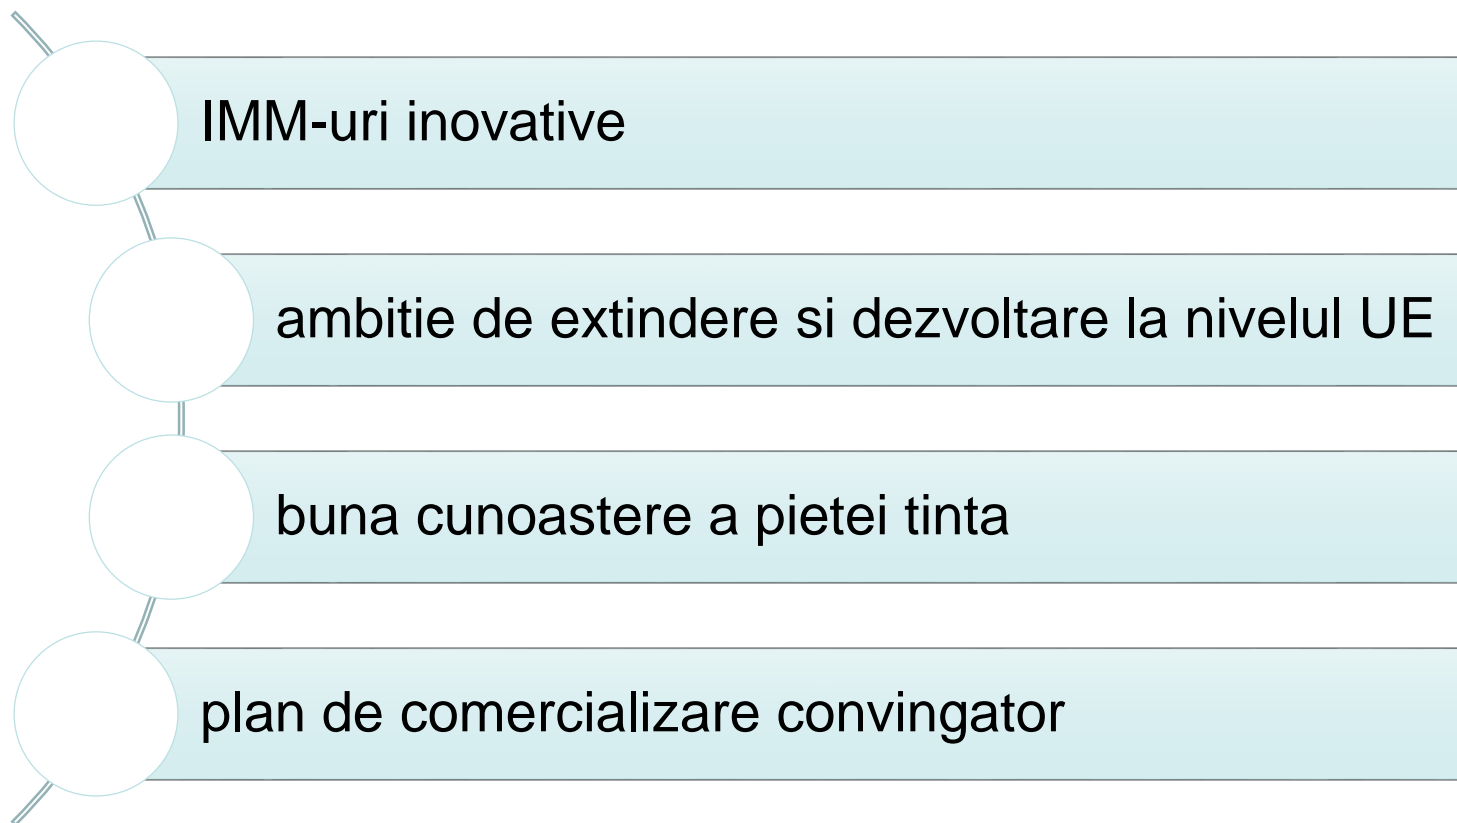 IMM-uri inovative
ambitie de extindere si dezvoltare la nivelul UE
buna cunoastere a pietei tinta
plan de comercializare convingator